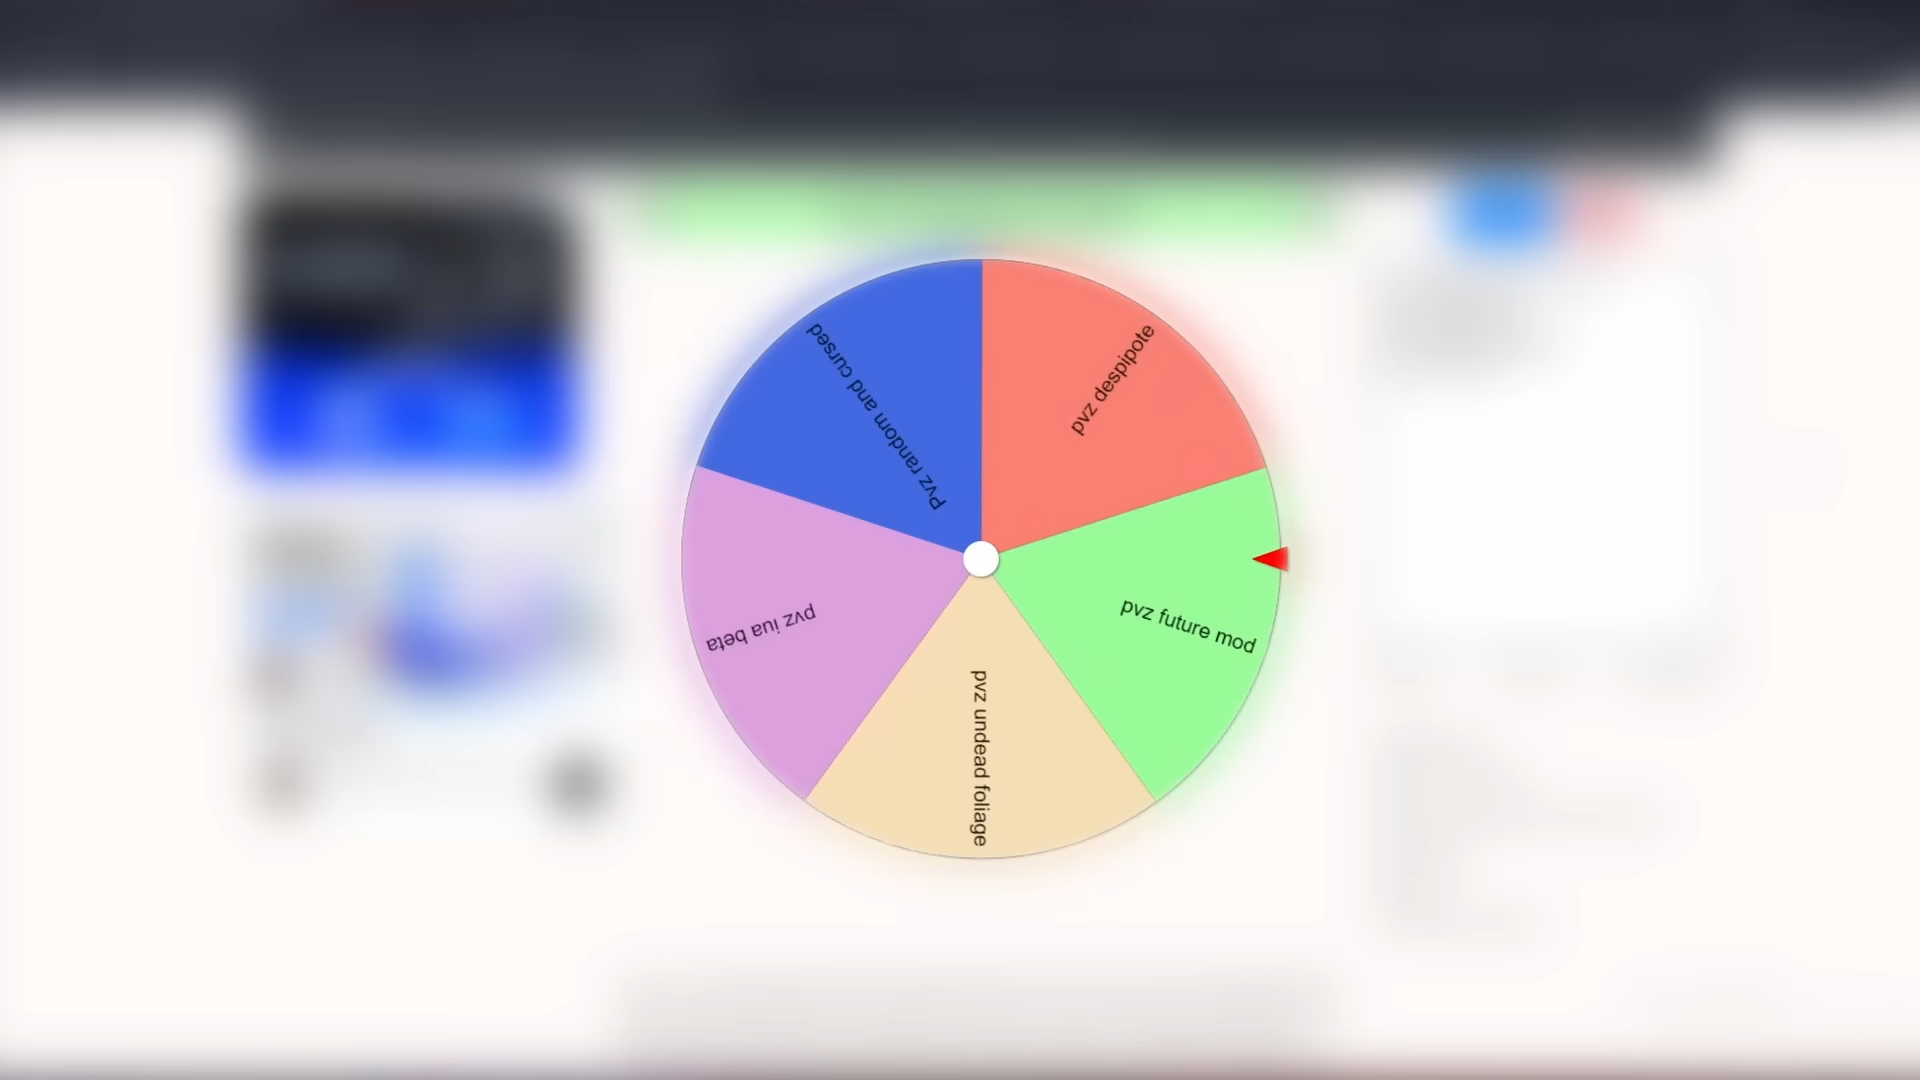 Pvz random and cursed
pvz despipote
pvz future mod
pvz undead foliage
pvz iua beta